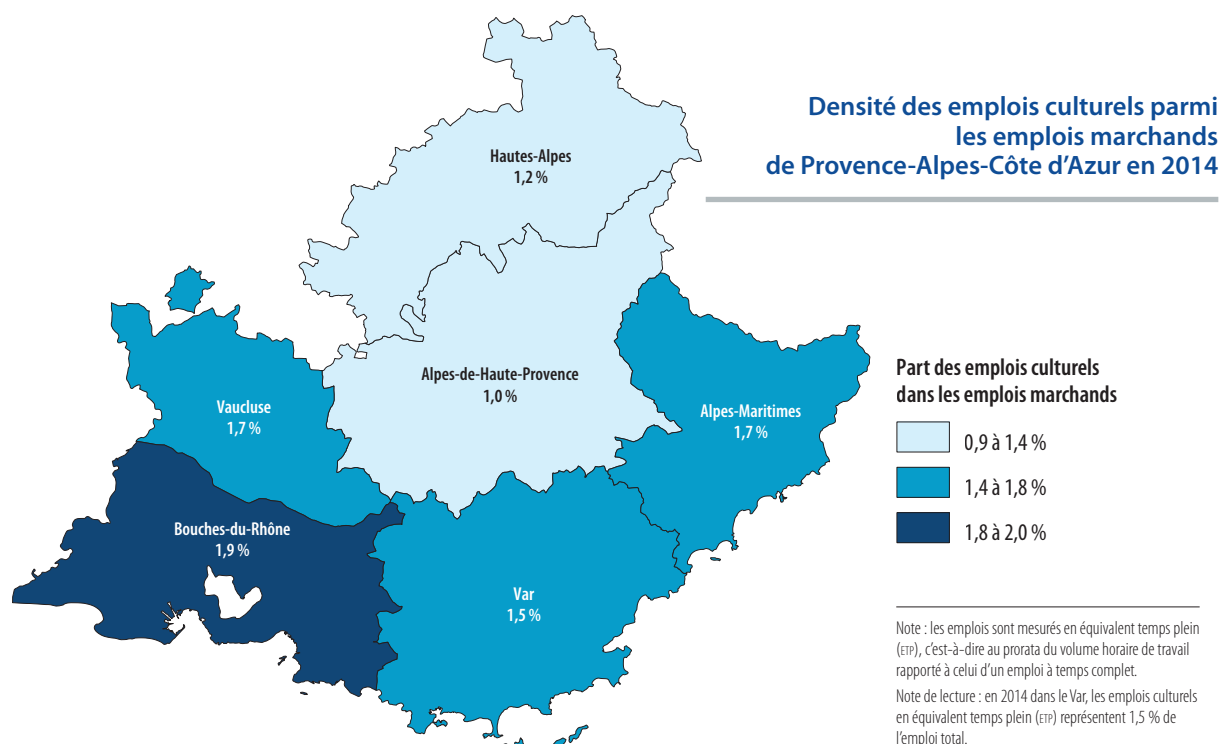 Densité des emplois culturels parmi
les emplois marchands
de Provence-Alpes-Côte d'Azur en 2014
Hautes-Alpes
1,2 %
Alpes-de-Haute-Provence
1,0 %
Vaucluse
1,7 %
Alpes-Maritimes
1,7 %
Bouches-du-Rhône
1,9 %
Var
1,5 %
Part des emplois culturels
dans les emplois marchands
0,9 à 1,4 %
1,4 à 1,8 %
1,8 à 2,0 %
Note : les emplois sont mesurés en équivalent temps plein
(ETP), c'est-à-dire au prorata du volume horaire de travail
rapporté à celui d'un emploi à temps complet.
Note de lecture : en 2014 dans le Var, les emplois culturels
en équivalent temps plein (ETP) représentent 1,5 % de
l'emploi total.